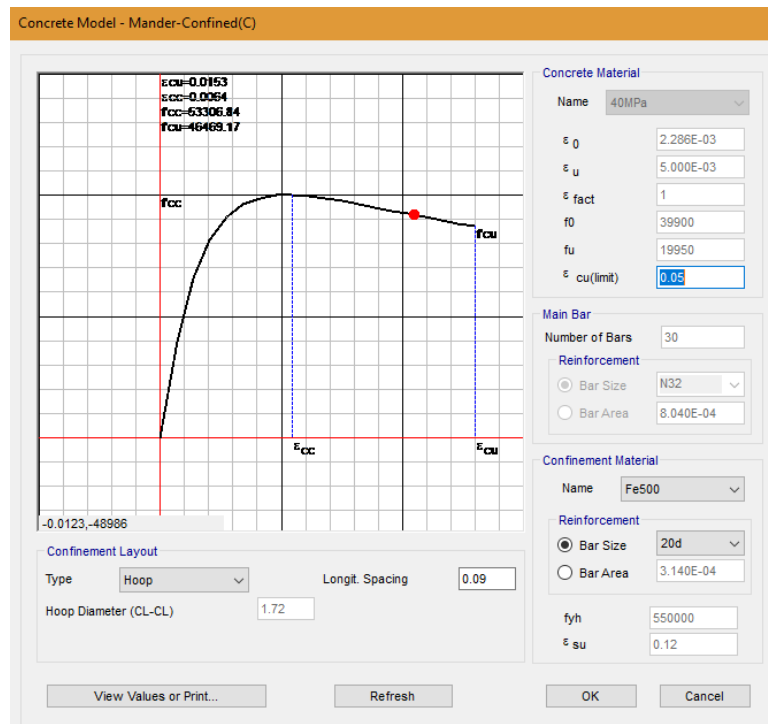 Concrete Model - Mander-Confined(C)
εcu=0.0153
εcc=0.0064
fcc=53306.84
fcu=46469.17
fcc
fcu
εcc
εcu
-0.0123,-48986
Confinement Layout
Type Hoop Longit. Spacing 0.09
Hoop Diameter (CL-CL) 1.72
Concrete Material
Name 40MPa
ε 0 2.286E-03
ε u 5.000E-03
ε fact 1
f0 39900
fu 19950
ε cu(limit) 0.05
Main Bar
Number of Bars 30
Reinforcement
Bar Size N32
Bar Area 8.040E-04
Confinement Material
Name Fe500
Reinforcement
Bar Size 20d
Bar Area 3.140E-04
fyh 550000
ε su 0.12
View Values or Print... Refresh OK Cancel